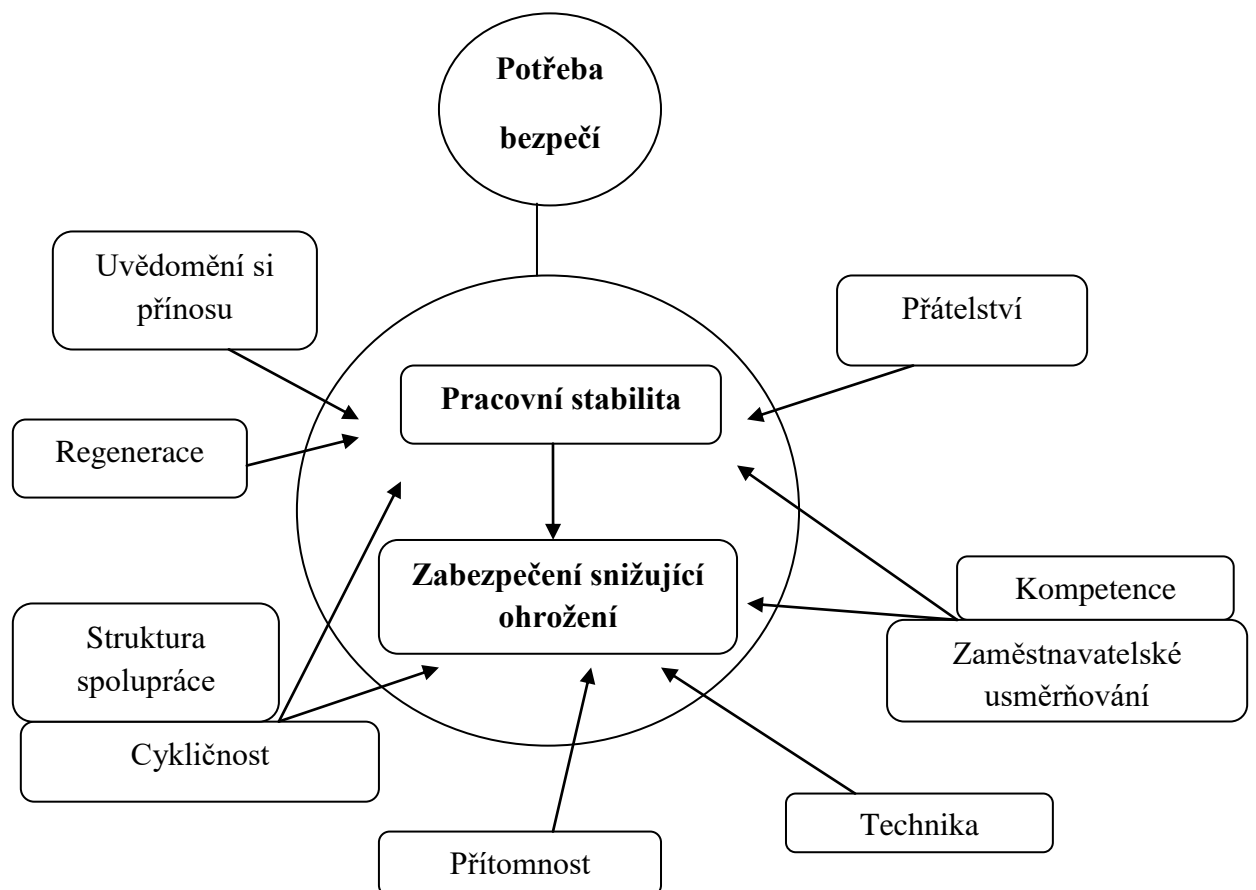 Potřeba
bezpečí
Uvědomění si
přínosu
Přátelství
Pracovní stabilita
Regenerace
Zabezpečení snižující
ohrožení
Kompetence
Struktura
spolupráce
Zaměstnavatelské
usměrňování
Cykličnost
Technika
Přítomnost